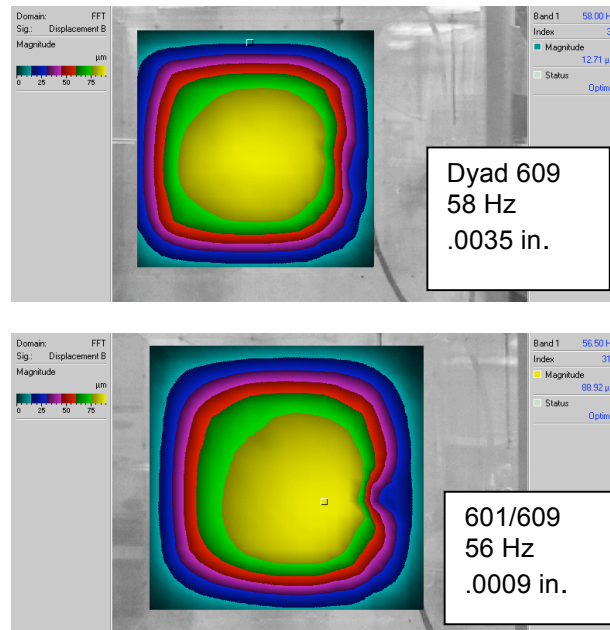 Domain: FFT
Sig.: Displacement B
Magnitude
µm
0 25 50 75
Band 1 58.00 H
Index 3
Magnitude
12.71 µ
Status
Optim
Dyad 609
58 Hz
.0035 in.
Domain: FFT
Sig.: Displacement B
Magnitude
µm
0 25 50 75
Band 1 56.50 H
Index 31
Magnitude
88.92 µ
Status
Optim
601/609
56 Hz
.0009 in.